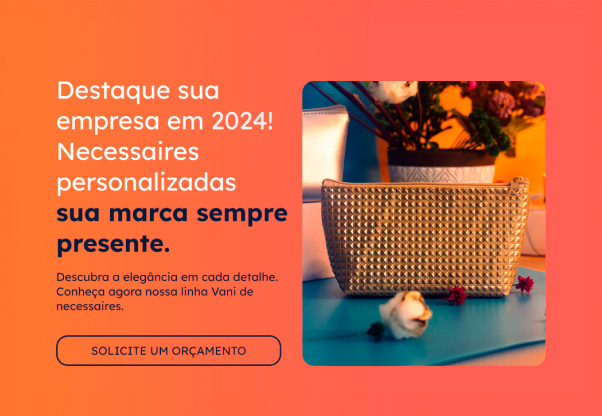 Destaque sua
empresa em 2024!
Necessaires
personalizadas
sua marca sempre
presente.
Descubra a elegância em cada detalhe.
Conheça agora nossa linha Vani de
necessaires.
SOLICITE UM ORÇAMENTO